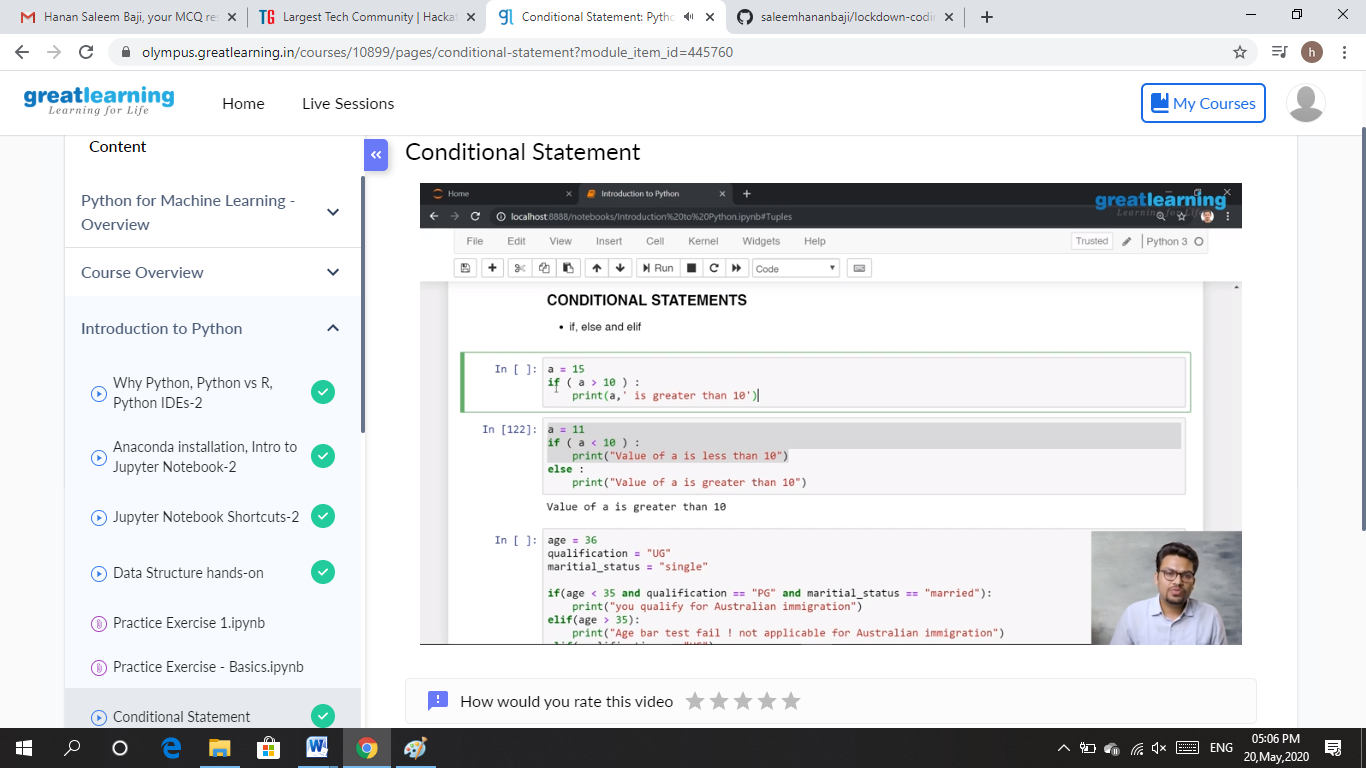 Hanan Saleem Baji, your MCQ re
Largest Tech Community | Hackat
Conditional Statement: Pytho
saleemhananbaji/lockdown-codin
olympus.greatlearning.in/courses/10899/pages/conditional-statement?module_item_id=445760
h
greatlearning
Learning for Life
Home
Live Sessions
My Courses
Content
Python for Machine Learning -
Overview
Course Overview
Introduction to Python
Why Python, Python vs R,
Python IDEs-2
Anaconda installation, Intro to
Jupyter Notebook-2
Jupyter Notebook Shortcuts-2
Data Structure hands-on
Practice Exercise 1.ipynb
Practice Exercise - Basics.ipynb
Conditional Statement
Conditional Statement
Home
Introduction to Python
greatlearning
Learning for Life
localhost:8888/notebooks/Introduction%20to%20Python.ipynb#Tuples
File Edit View Insert Cell Kernel Widgets Help
Trusted
Python 3
Run
Code
CONDITIONAL STATEMENTS
• if, else and elif
In [ ]: a = 15
if ( a > 10 ) :
print(a,' is greater than 10')
In [122]: a = 11
if ( a < 10 ) :
print("Value of a is less than 10")
else :
print("Value of a is greater than 10")
Value of a is greater than 10
In [ ]: age = 36
qualification = "UG"
maritial_status = "single"
if(age < 35 and qualification == "PG" and maritial_status == "married"):
print("you qualify for Australian immigration")
elif(age > 35):
print("Age bar test fail ! not applicable for Australian immigration")
How would you rate this video
ENG
05:06 PM
20,May,2020